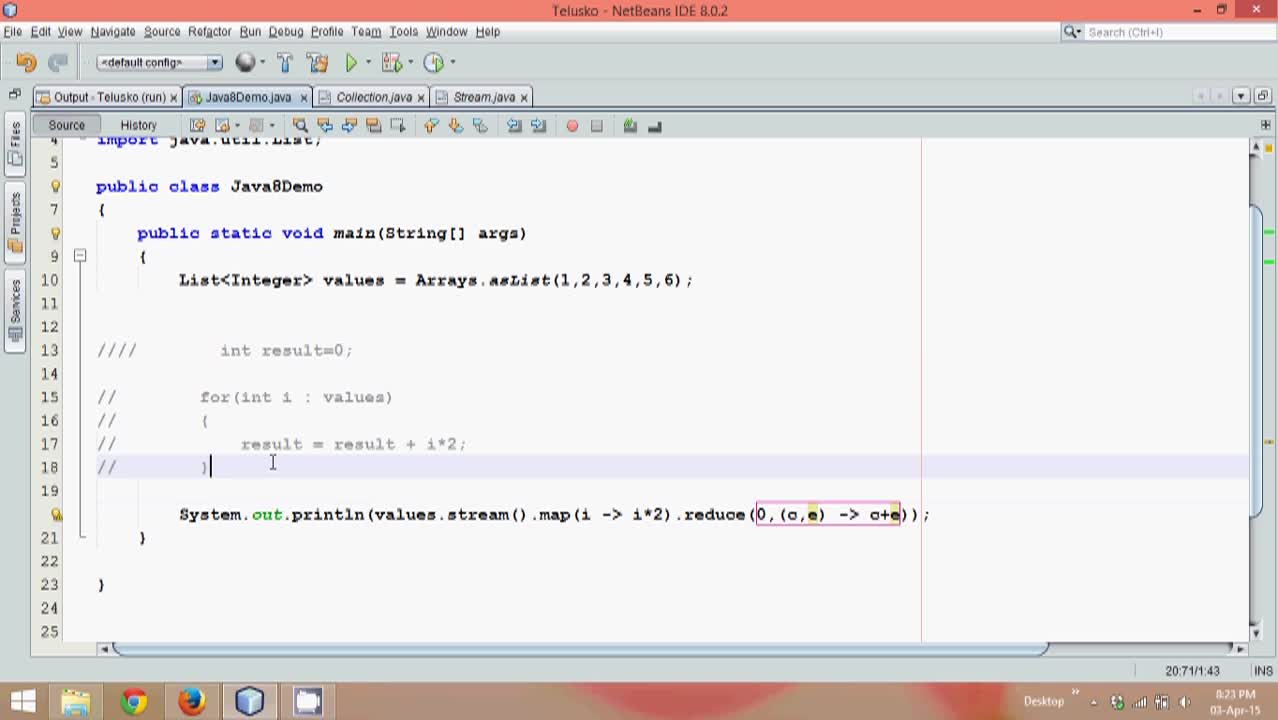 Telusko - NetBeans IDE 8.0.2
File Edit View Navigate Source Refactor Run Debug Profile Team Tools Window Help
Search (Ctrl+I)
<default config>
Output - Telusko (run) Java8Demo.java Collection.java Stream.java
Source History
Files
Projects
Services
4 import java.util.List;
5
public class Java8Demo
7 {
public static void main(String[] args)
9 {
10 List<Integer> values = Arrays.asList(1,2,3,4,5,6);
11
12
13 //// int result=0;
14
15 // for(int i : values)
16 // {
17 // result = result + i*2;
18 // }
19
System.out.println(values.stream().map(i -> i*2).reduce(0,(c,e) -> c+e));
21 }
22
23 }
24
25
20:71/1:43 INS
Desktop
8:23 PM
03-Apr-15